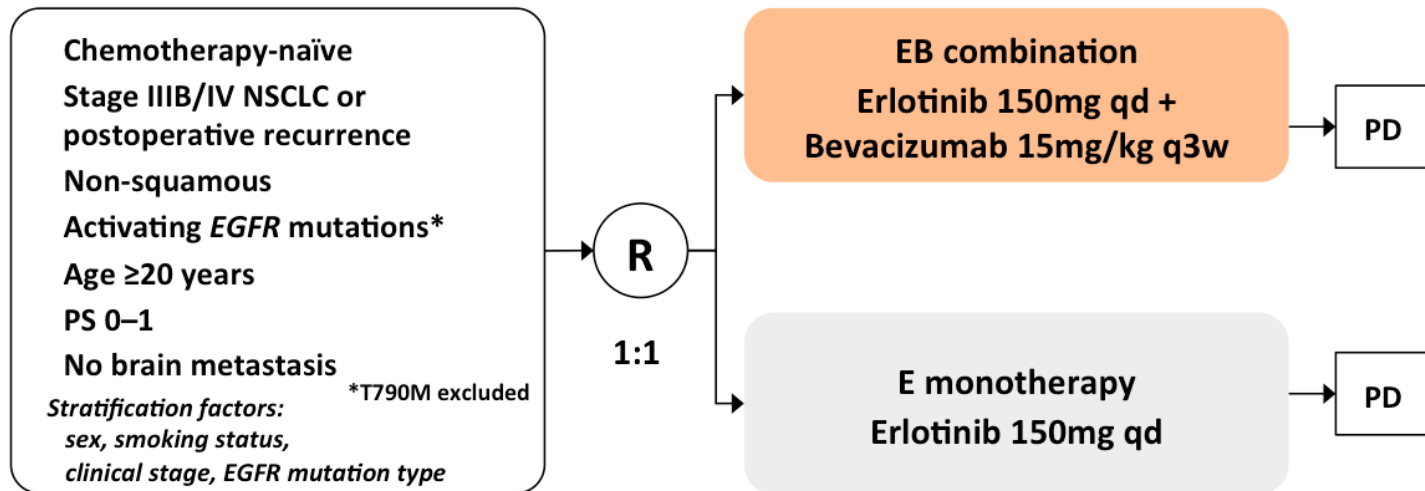 Chemotherapy-naïve
Stage IIIB/IV NSCLC or
postoperative recurrence
Non-squamous
Activating EGFR mutations*
Age ≥20 years
PS 0–1
No brain metastasis
*T790M excluded
Stratification factors:
sex, smoking status,
clinical stage, EGFR mutation type
R
1:1
EB combination
Erlotinib 150mg qd +
Bevacizumab 15mg/kg q3w
PD
E monotherapy
Erlotinib 150mg qd
PD